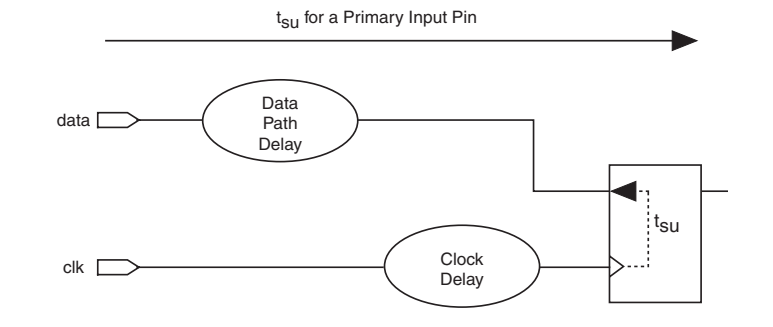 tsu for a Primary Input Pin
data
Data
Path
Delay
tsu
clk
Clock
Delay